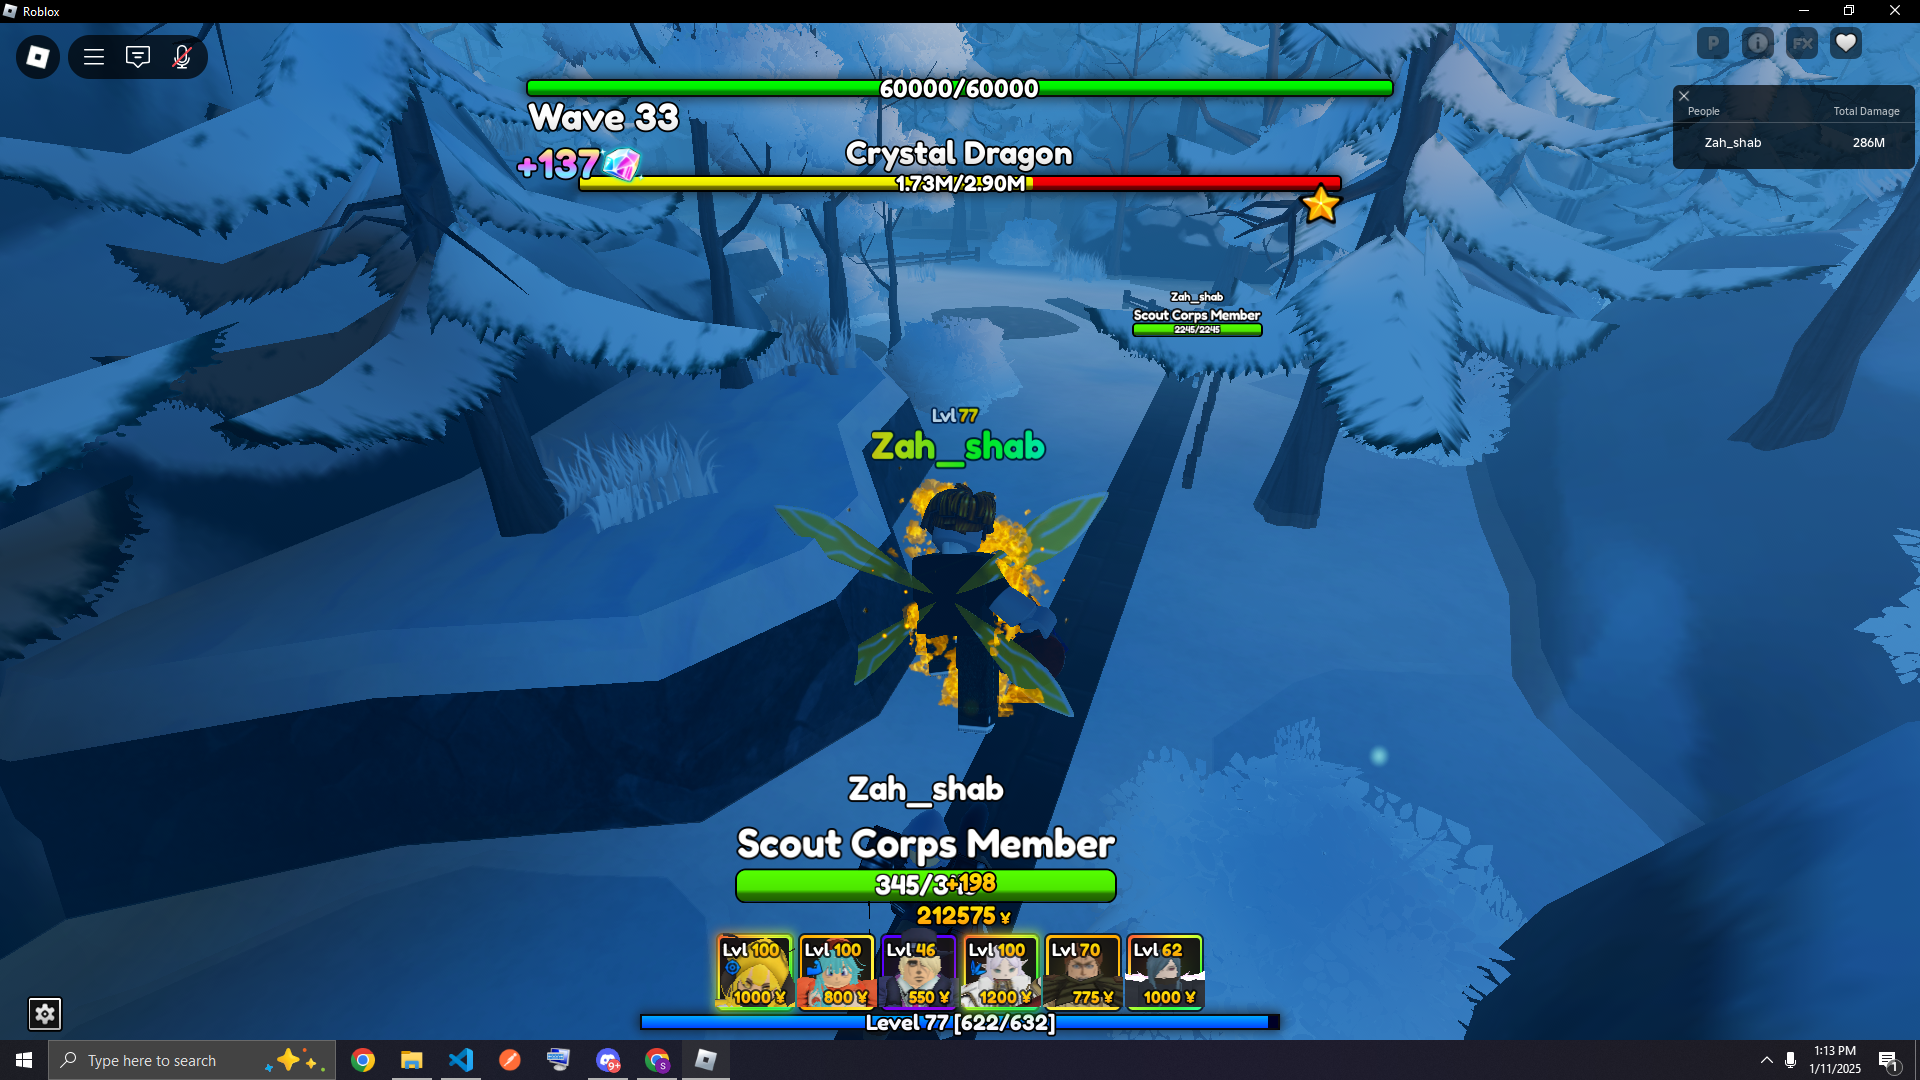 Roblox
P
FX
60000/60000
Wave 33
+137
Crystal Dragon
1.73M/2.90M
People Total Damage
Zah_shab 286M
Zah_shab
Scout Corps Member
2245/2245
Lvl 77
Zah_shab
Zah_shab
Scout Corps Member
345/3
+198
212575 ¥
Lvl 100 Lvl 100 Lvl 46 Lvl 100 Lvl 70 Lvl 62
1000 ¥ 800 ¥ 550 ¥ 1200 ¥ 775 ¥ 1000 ¥
Level 77 [622/632]
Type here to search
9+
S
1:13 PM
1/11/2025
1